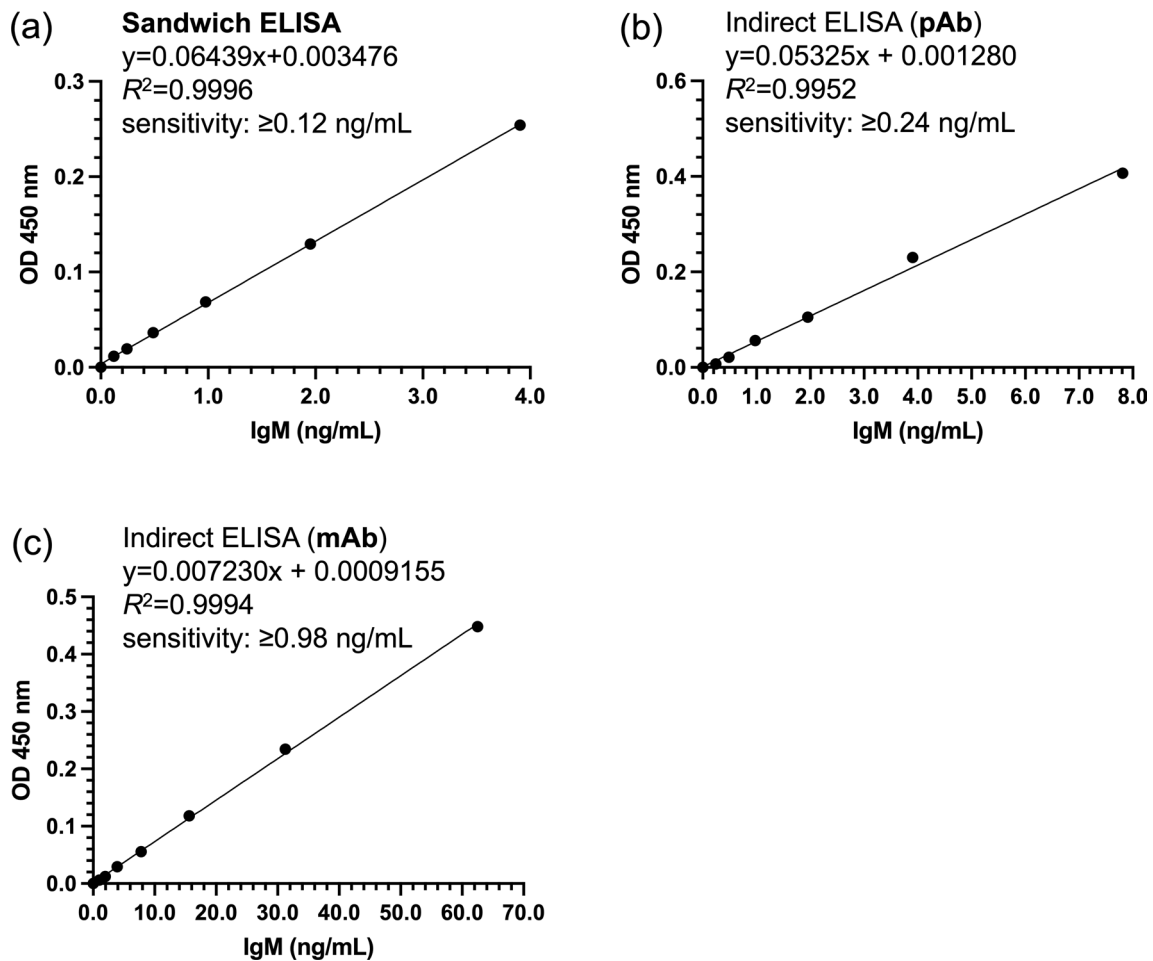 (a)
Sandwich ELISA
y=0.06439x+0.003476
R²=0.9996
sensitivity: ≥0.12 ng/mL
0.3
0.2
0.1
0.0
OD 450 nm
0.0 1.0 2.0 3.0 4.0
IgM (ng/mL)
(b)
Indirect ELISA (pAb)
y=0.05325x + 0.001280
R²=0.9952
sensitivity: ≥0.24 ng/mL
0.6
0.4
0.2
0.0
OD 450 nm
0.0 1.0 2.0 3.0 4.0 5.0 6.0 7.0 8.0
IgM (ng/mL)
(c)
Indirect ELISA (mAb)
y=0.007230x + 0.0009155
R²=0.9994
sensitivity: ≥0.98 ng/mL
0.5
0.4
0.3
0.2
0.1
0.0
OD 450 nm
0.0 10.0 20.0 30.0 40.0 50.0 60.0 70.0
IgM (ng/mL)